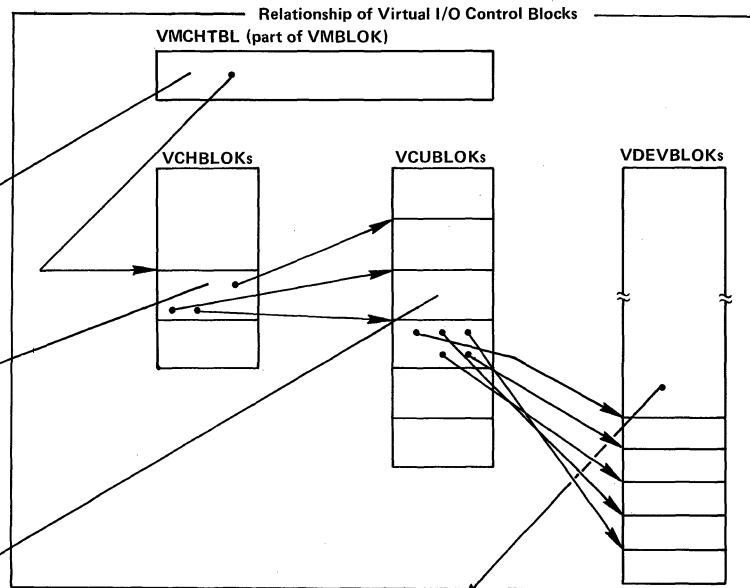 Relationship of Virtual I/O Control Blocks
VMCHTBL (part of VMBLOK)
VCHBLOKs
VCUBLOKs
VDEVBLOKs